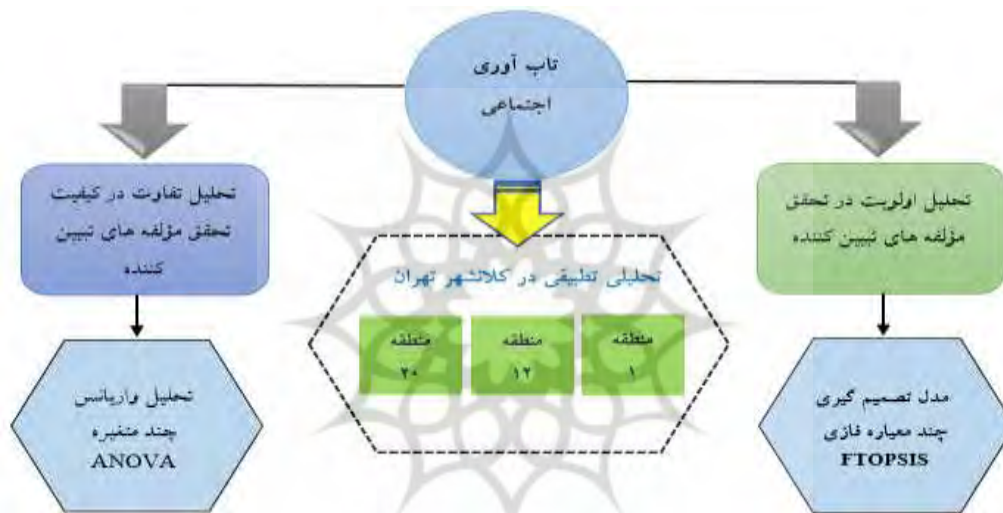 تاب آوری
اجتماعی
تحلیل اولویت در تحقق
مؤلفه های تبیین کننده
تحلیل تفاوت در کیفیت
تحقق مؤلفه های تبیین
کننده
تحلیلی تطبیقی در کلانشهر تهران
منطقه
۱
منطقه
۱۲
منطقه
۲۰
مدل تصمیم گیری
چند معیاره فازی
FTOPSIS
تحلیل واریانس
چند متغیره
ANOVA